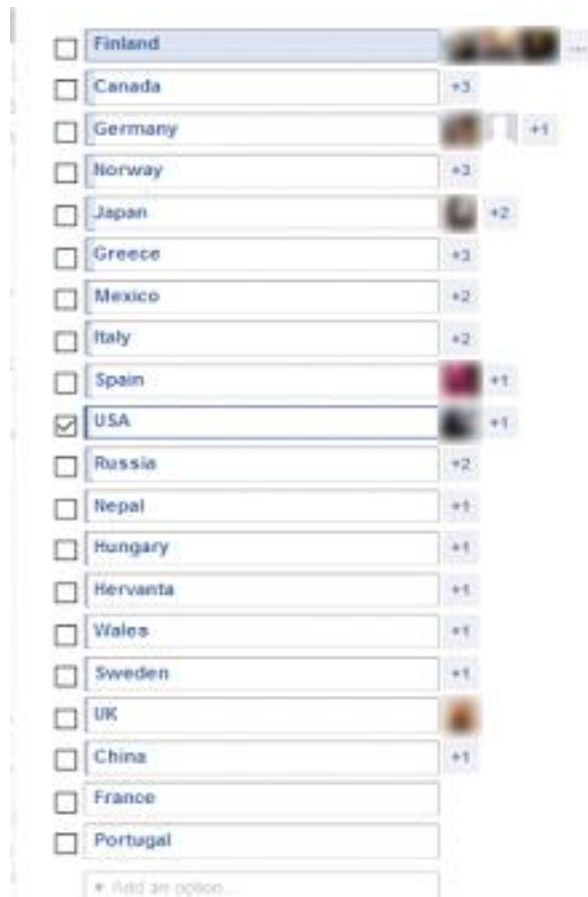 Finland ...
Canada +3
Germany +1
Norway +3
Japan +2
Greece +3
Mexico +2
Italy +2
Spain +1
USA +1
Russia +2
Nepal +1
Hungary +1
Hervanta +1
Wales +1
Sweden +1
UK
China +1
France
Portugal
+ Add an option...